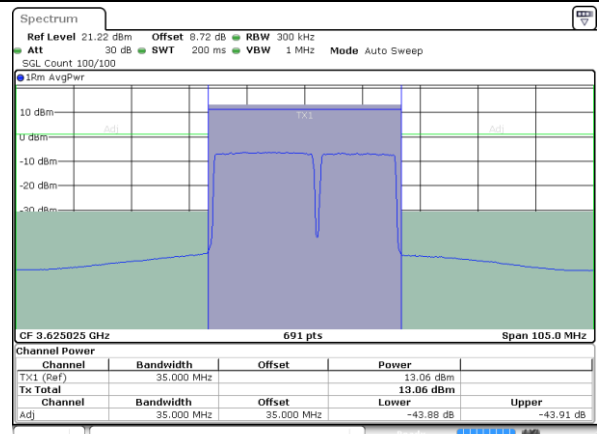 Spectrum
Ref Level 21.22 dBm Offset 8.72 dB RBW 300 kHz
Att 30 dB SWT 200 ms VBW 1 MHz Mode Auto Sweep
SGL Count 100/100
1Rm AvgPwr
10 dBm
TX1
Adj
Adj
0 dBm
-10 dBm
-20 dBm
-30 dBm
CF 3.625025 GHz 691 pts Span 105.0 MHz
Channel Power
Channel Bandwidth Offset Power
TX1 (Ref) 35.000 MHz 13.06 dBm
Tx Total 13.06 dBm
Channel Bandwidth Offset Lower Upper
Adj 35.000 MHz 35.000 MHz -43.88 dB -43.91 dB